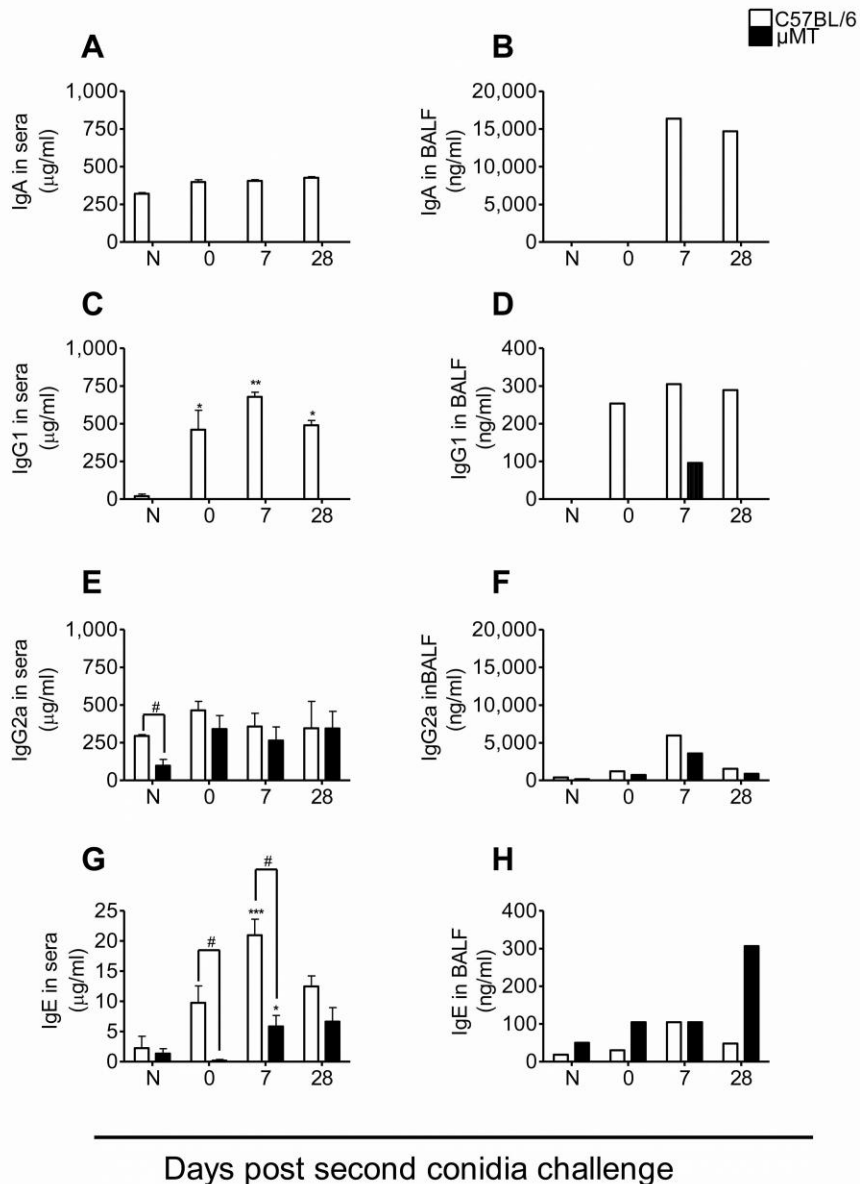 C57BL/6
μMT
A
IgA in sera
(μg/ml)
1,000
750
500
250
0
N 0 7 28
B
IgA in BALF
(ng/ml)
20,000
15,000
10,000
5,000
0
N 0 7 28
C
IgG1 in sera
(μg/ml)
1,000
750
500
250
0
* ** *
N 0 7 28
D
IgG1 in BALF
(ng/ml)
400
300
200
100
0
N 0 7 28
E
IgG2a in sera
(μg/ml)
1,000
750
500
250
0
#
N 0 7 28
F
IgG2a inBALF
(ng/ml)
20,000
15,000
10,000
5,000
0
N 0 7 28
G
IgE in sera
(μg/ml)
25
20
15
10
5
0
#
#
***
*
N 0 7 28
H
IgE in BALF
(ng/ml)
400
300
200
100
0
N 0 7 28
Days post second conidia challenge